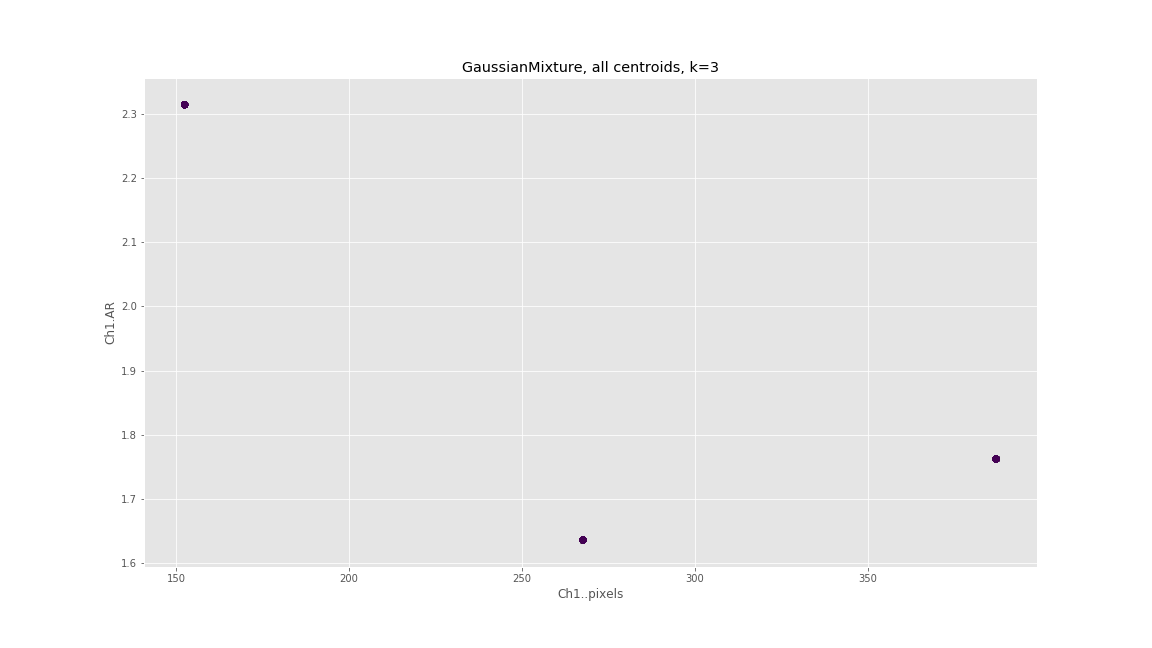 GaussianMixture, all centroids, k=3
2.3
2.2
2.1
2.0
1.9
1.8
1.7
1.6
Ch1.AR
150 200 250 300 350
Ch1..pixels